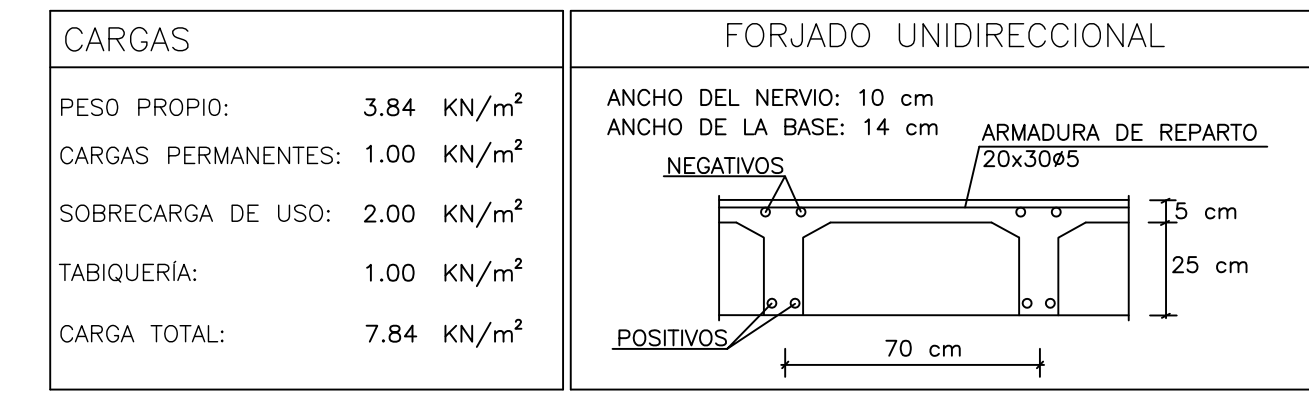 CARGAS
PESO PROPIO: 3.84 KN/m²
CARGAS PERMANENTES: 1.00 KN/m²
SOBRECARGA DE USO: 2.00 KN/m²
TABIQUERÍA: 1.00 KN/m²
CARGA TOTAL: 7.84 KN/m²
FORJADO UNIDIRECCIONAL
ANCHO DEL NERVIO: 10 cm
ANCHO DE LA BASE: 14 cm
ARMADURA DE REPARTO
20x30ø5
NEGATIVOS
5 cm
25 cm
POSITIVOS
70 cm